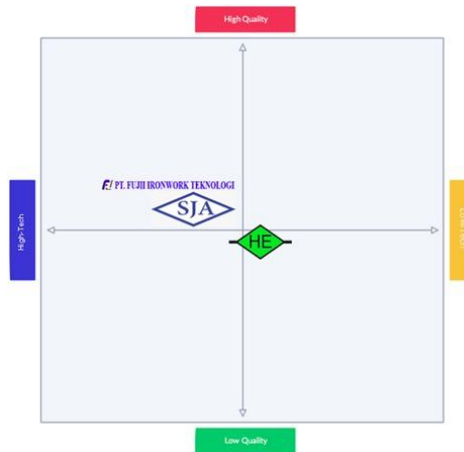 High Quality
High-Tech
PT. FUJII IRONWORK TEKNOLOGI
SJA
HE
Low Quality